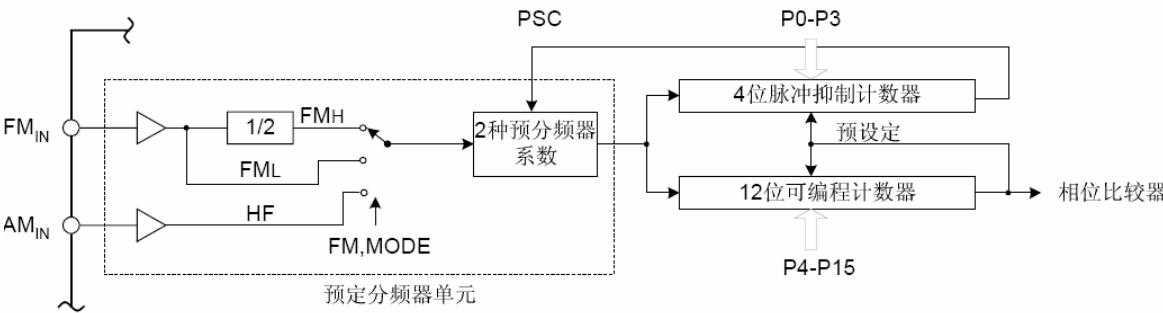 PSC
P0-P3
FMIN
1/2
FMH
FML
AMIN
HF
FM,MODE
预定分频器单元
2种预分频器
系数
4位脉冲抑制计数器
预设定
12位可编程计数器
相位比较器
P4-P15